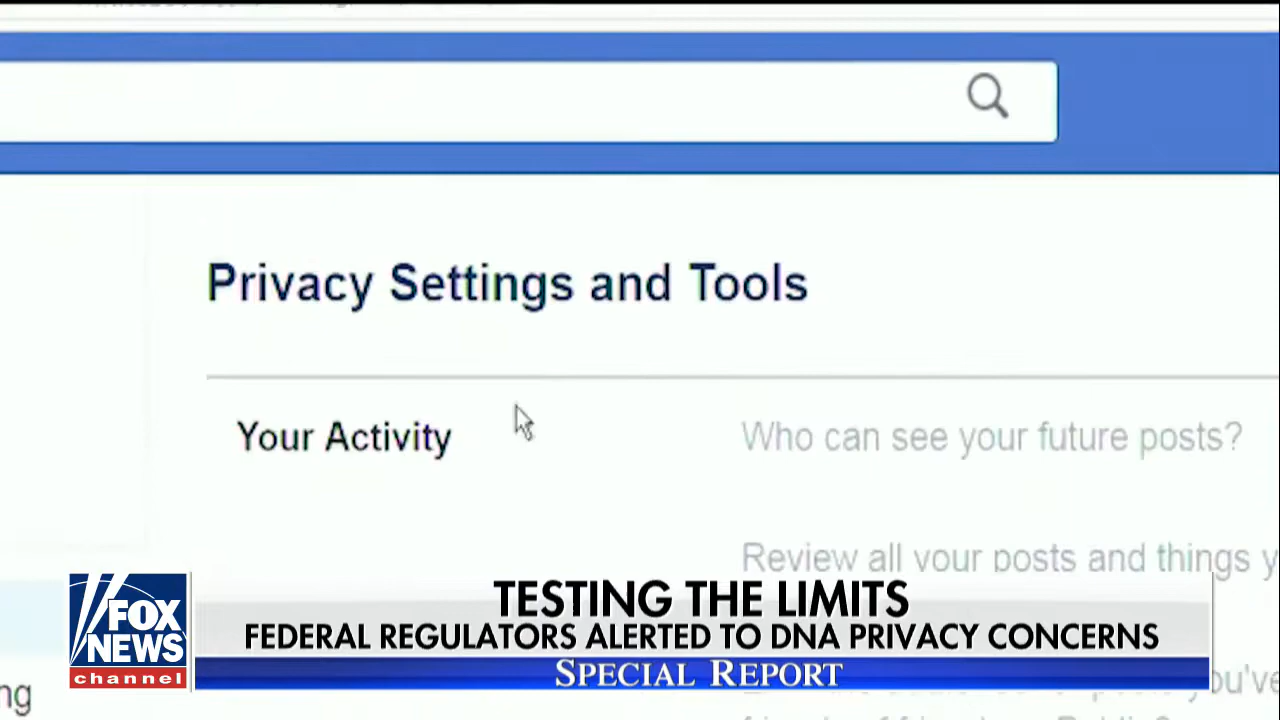 Privacy Settings and Tools
Your Activity
Who can see your future posts?
Review all your posts and things
TESTING THE LIMITS
FEDERAL REGULATORS ALERTED TO DNA PRIVACY CONCERNS
SPECIAL REPORT
FOX
NEWS
channel